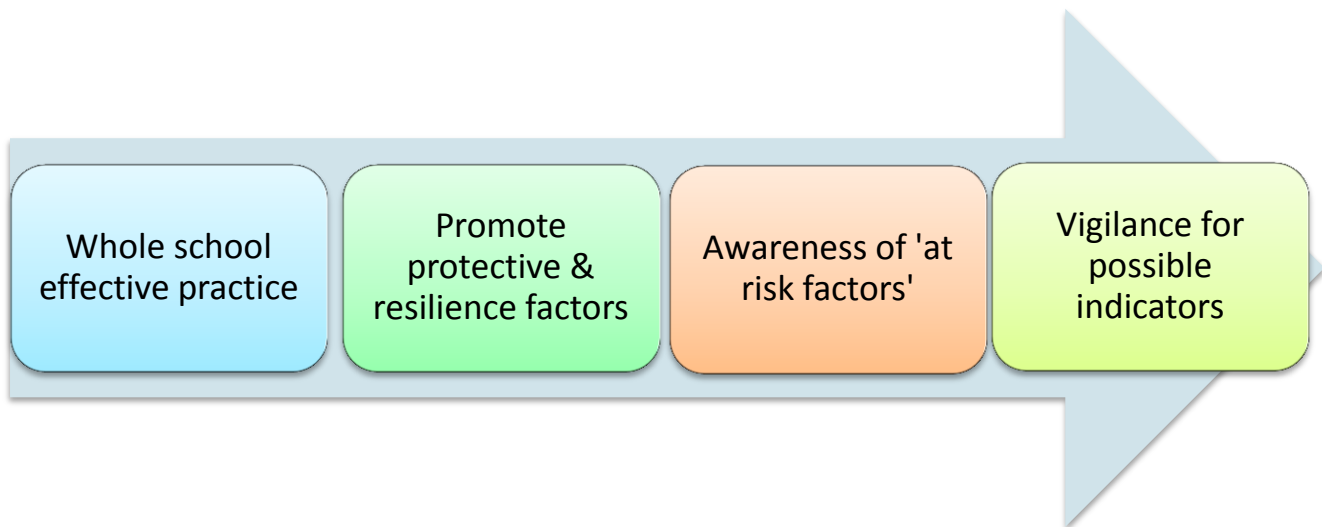 Whole school
effective practice
Promote
protective &
resilience factors
Awareness of 'at
risk factors'
Vigilance for
possible
indicators